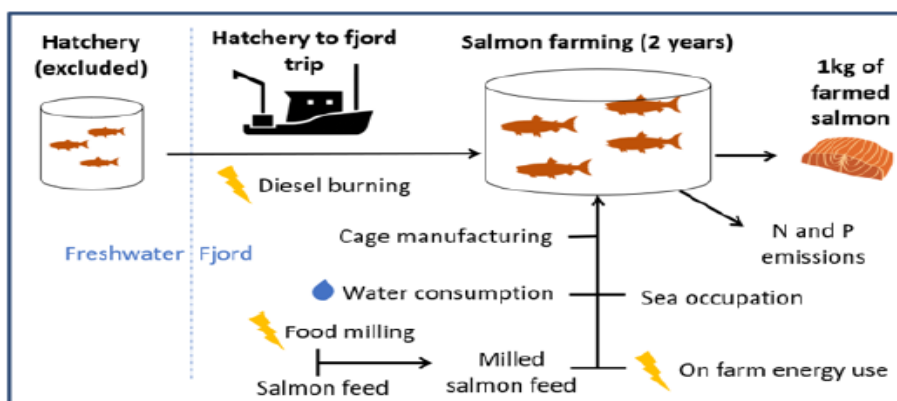 Hatchery
(excluded)
Hatchery to fjord
trip
Salmon farming (2 years)
1kg of
farmed
salmon
Diesel burning
Freshwater
Fjord
Cage manufacturing
N and P
emissions
Water consumption
Sea occupation
Food milling
Salmon feed
Milled
salmon feed
On farm energy use